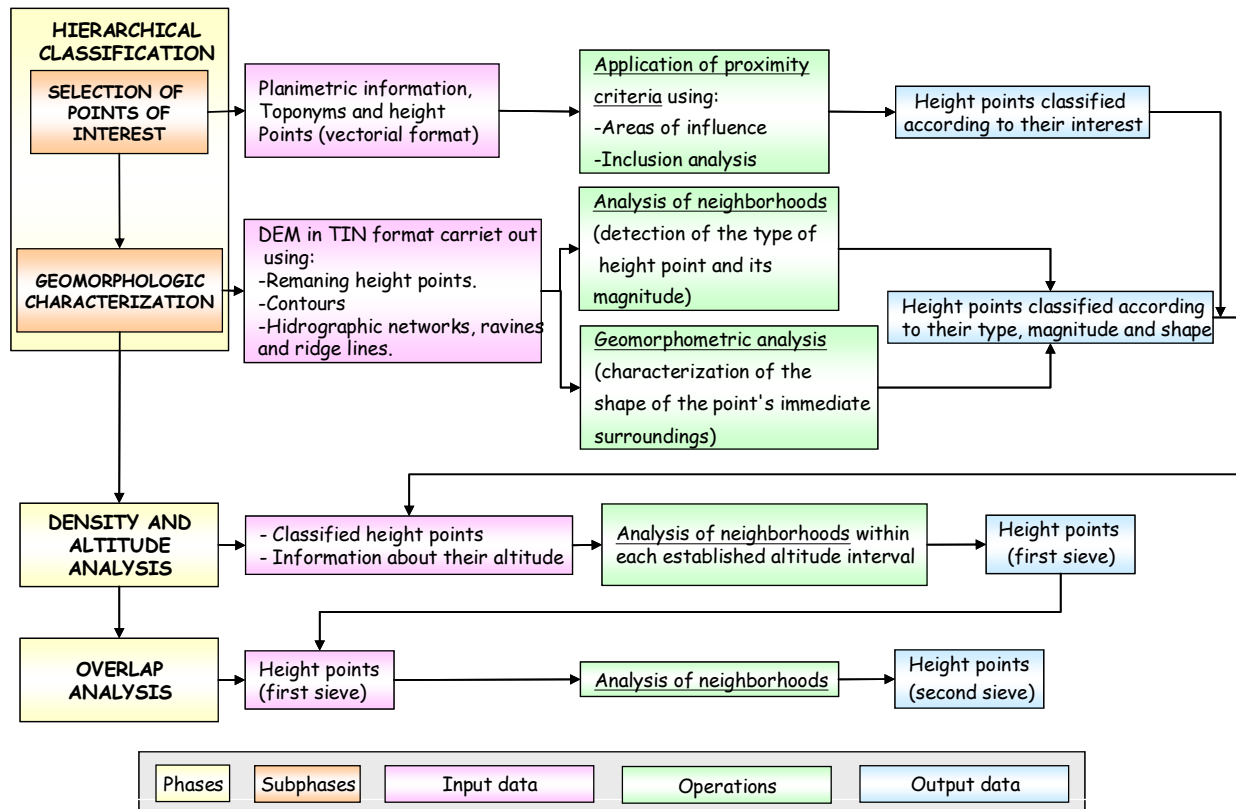 HIERARCHICAL
CLASSIFICATION
SELECTION OF
POINTS OF
INTEREST
Planimetric information,
Toponyms and height
Points (vectorial format)
Application of proximity
criteria using:
-Areas of influence
-Inclusion analysis
Height points classified
according to their interest
GEOMORPHOLOGIC
CHARACTERIZATION
DEM in TIN format carriet out
using:
-Remaning height points.
-Contours
-Hidrographic networks, ravines
and ridge lines.
Analysis of neighborhoods
(detection of the type of
height point and its
magnitude)
Geomorphometric analysis
(characterization of the
shape of the point's immediate
surroundings)
Height points classified according
to their type, magnitude and shape
DENSITY AND
ALTITUDE
ANALYSIS
- Classified height points
- Information about their altitude
Analysis of neighborhoods within
each established altitude interval
Height points
(first sieve)
OVERLAP
ANALYSIS
Height points
(first sieve)
Analysis of neighborhoods
Height points
(second sieve)
Phases
Subphases
Input data
Operations
Output data